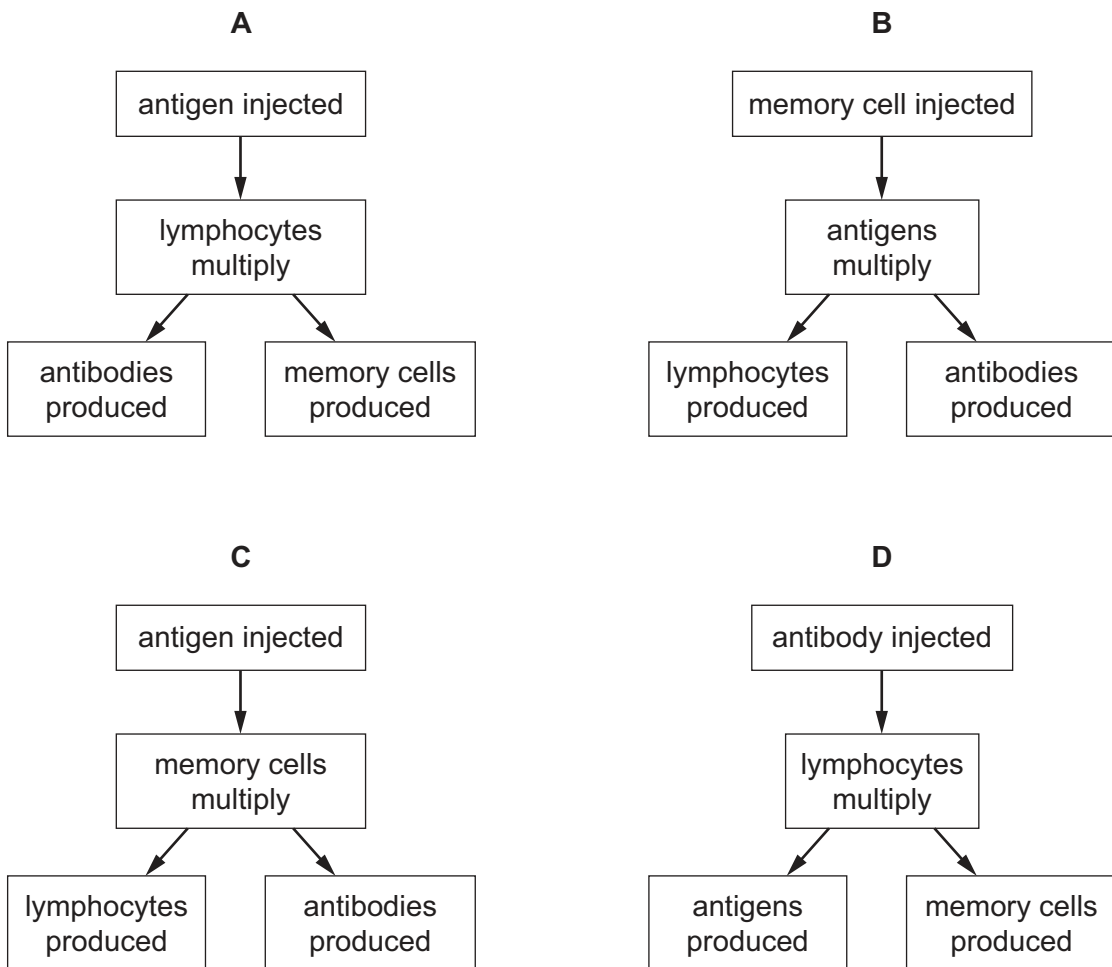 A
antigen injected
lymphocytes
multiply
antibodies
produced
memory cells
produced
B
memory cell injected
antigens
multiply
lymphocytes
produced
antibodies
produced
C
antigen injected
memory cells
multiply
lymphocytes
produced
antibodies
produced
D
antibody injected
lymphocytes
multiply
antigens
produced
memory cells
produced